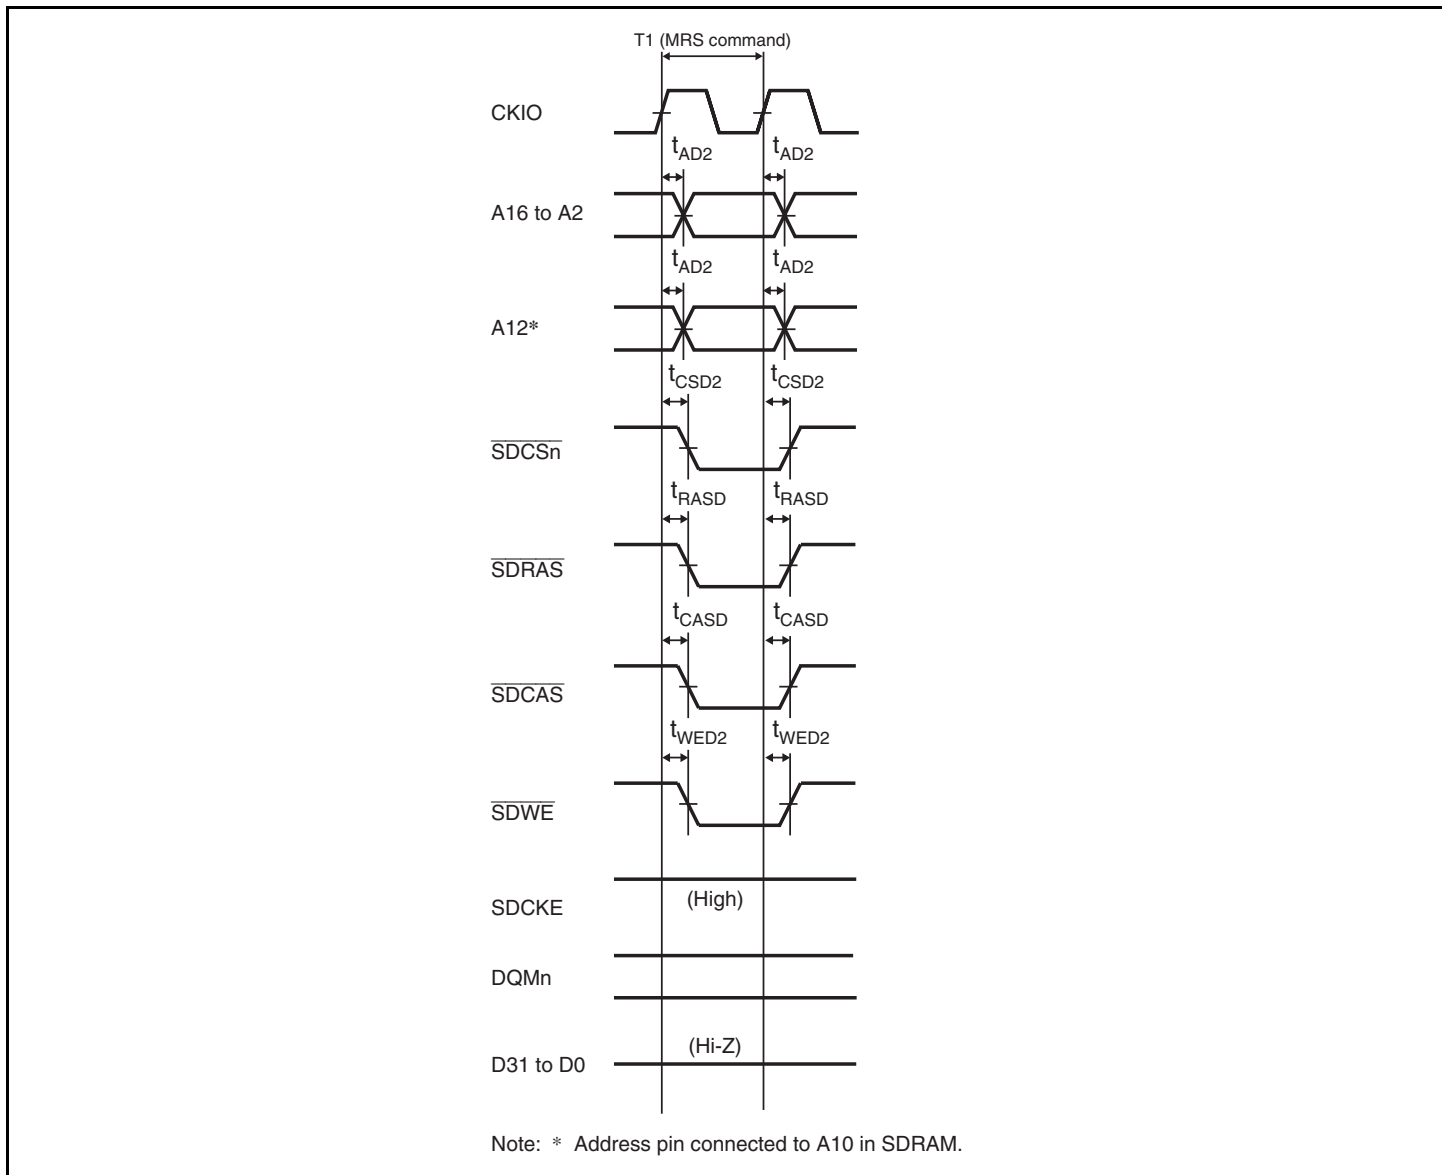 T1 (MRS command)
CKIO
tAD2 tAD2
A16 to A2
tAD2 tAD2
A12*
tCSD2 tCSD2
SDCSn
tRASD tRASD
SDRAS
tCASD tCASD
SDCAS
tWED2 tWED2
SDWE
(High)
SDCKE
DQMn
(Hi-Z)
D31 to D0
Note: * Address pin connected to A10 in SDRAM.